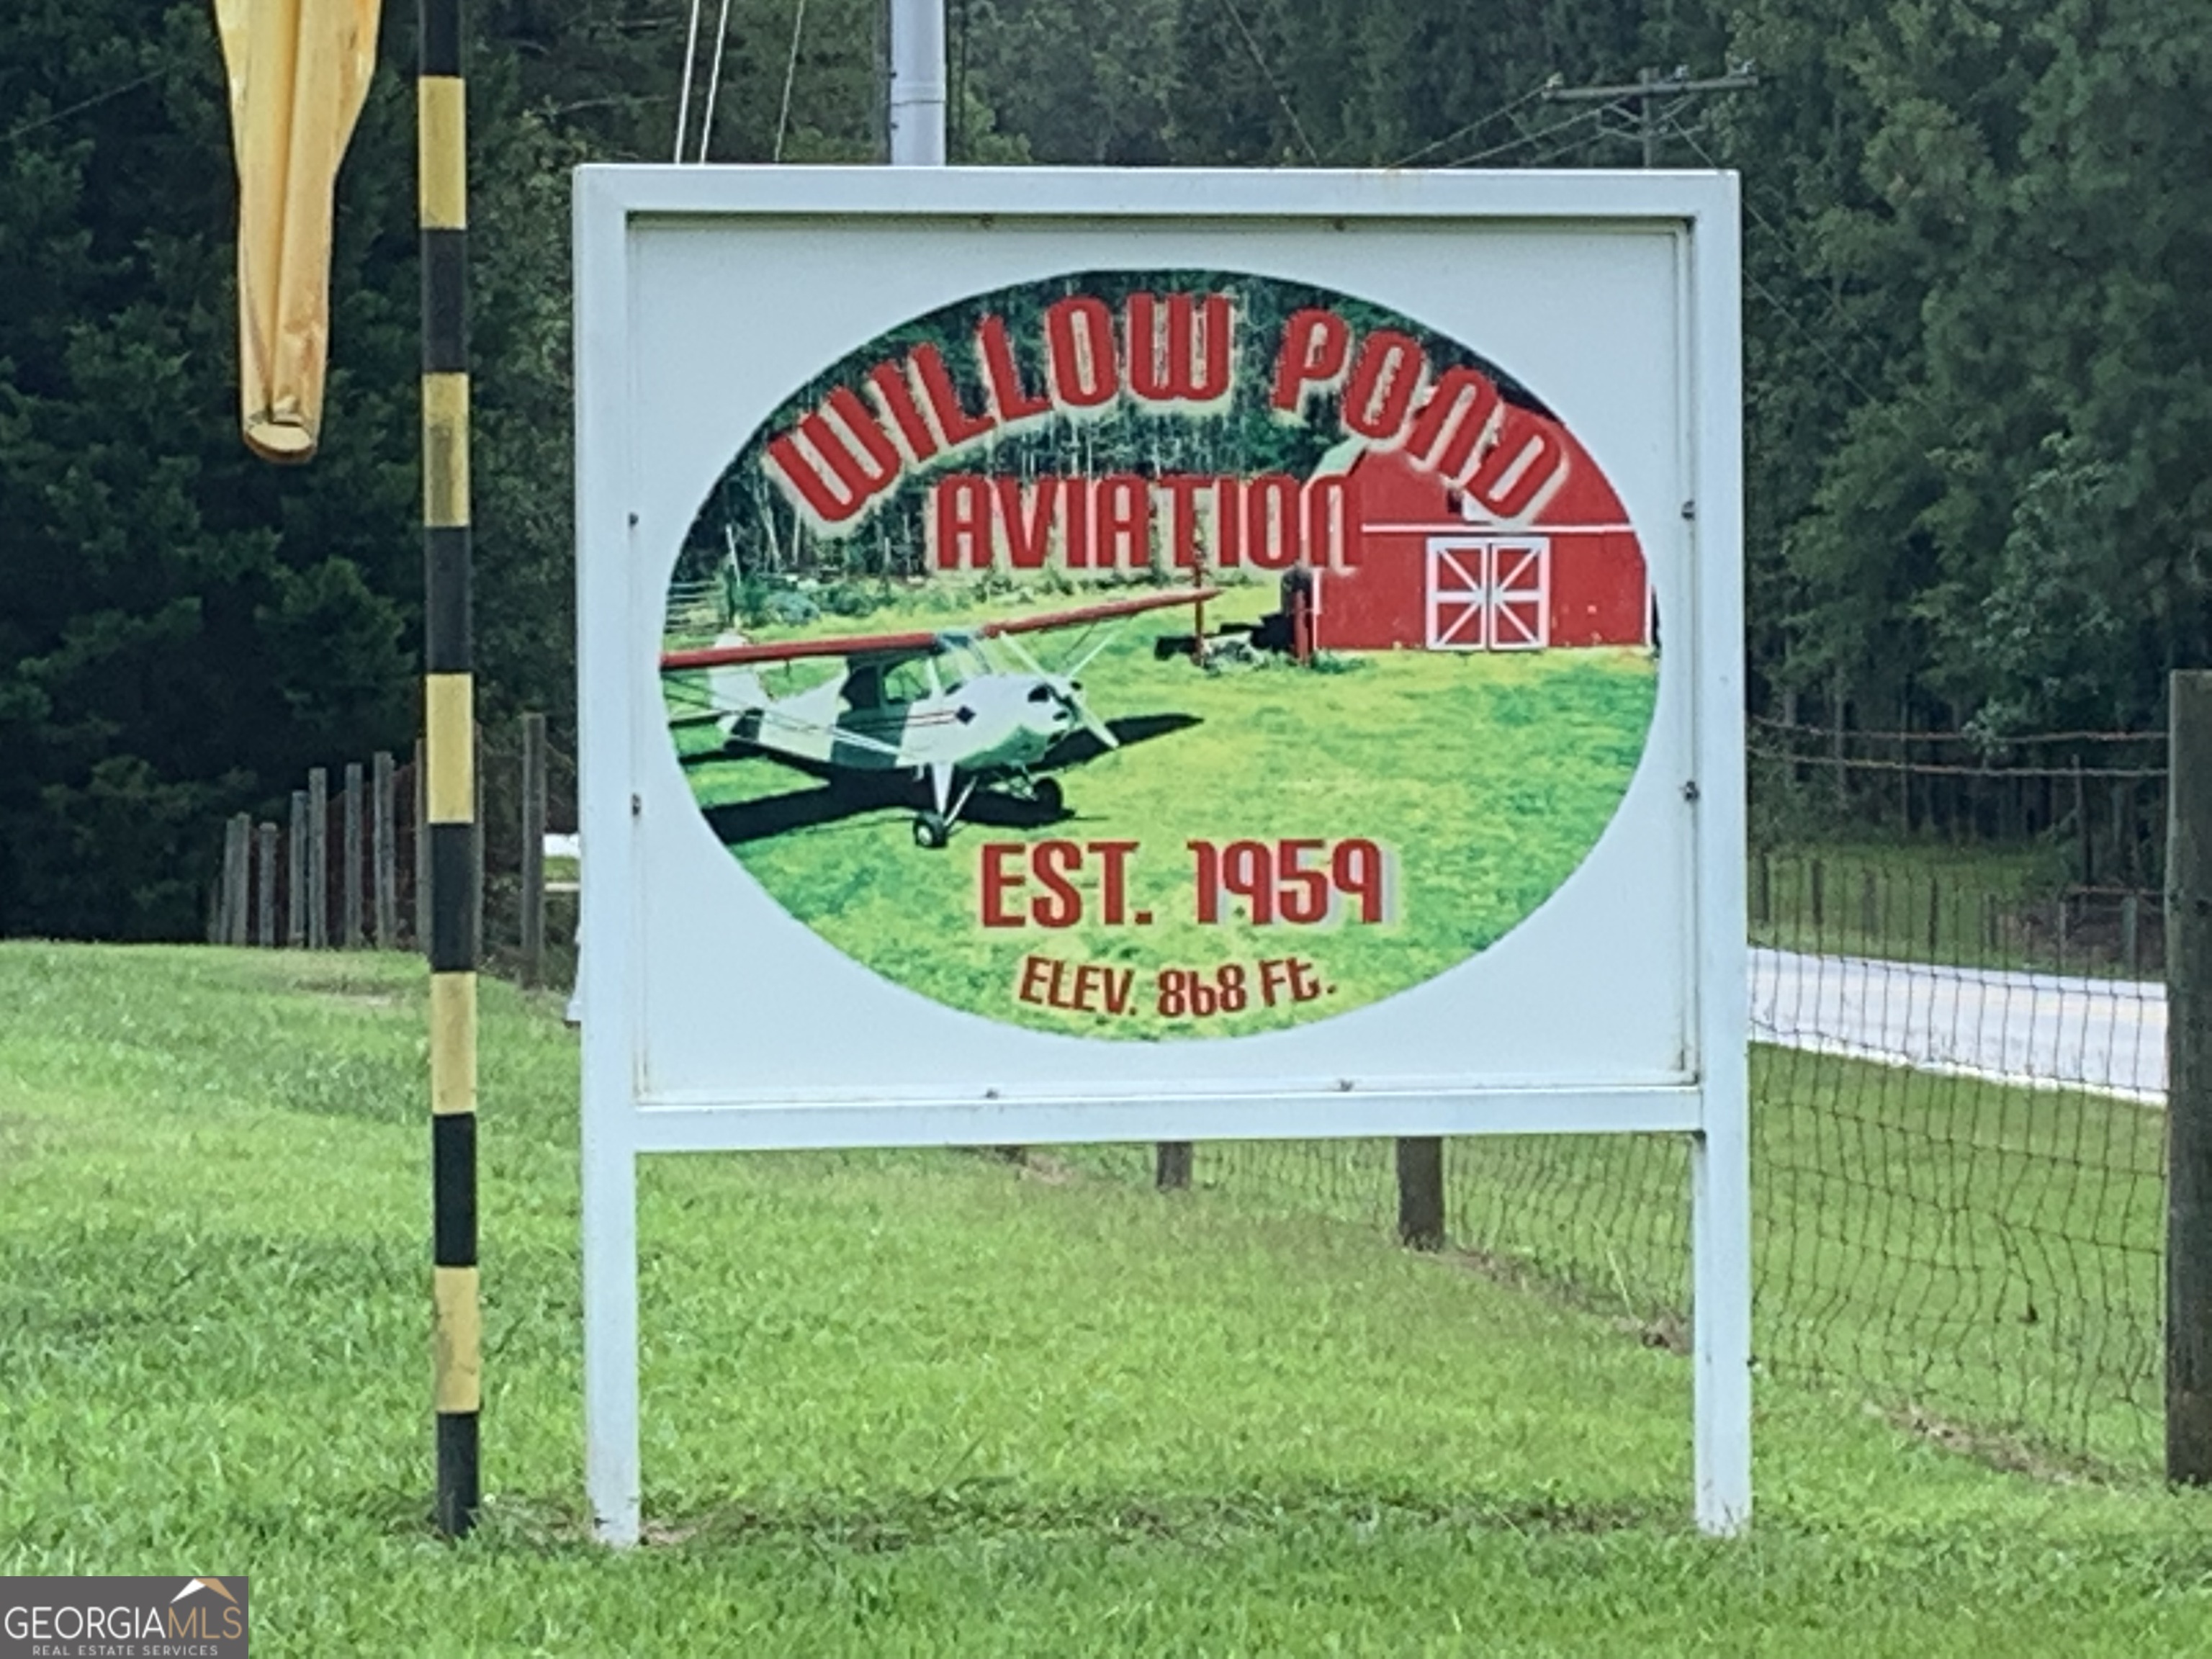 WILLOW POND
AVIATION
EST. 1959
ELEV. 868 Ft.
GEORGIAMLS
REAL ESTATE SERVICES